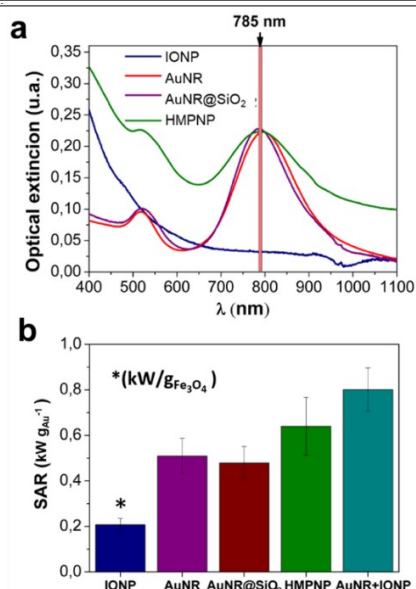 785 nm
a
0,35
0,30
0,25
0,20
0,15
0,10
0,05
0,00
Optical extincion (u.a.)
IONP
AuNR
AuNR@SiO₂
HMPNP
400 500 600 700 800 900 1000 1100
λ (nm)
b
1,0
0,8
0,6
0,4
0,2
0,0
SAR (kW g_Au⁻¹)
*(kW/g_Fe₃O₄)
*
IONP AuNR AuNR@SiO₂ HMPNP AuNR+IONP